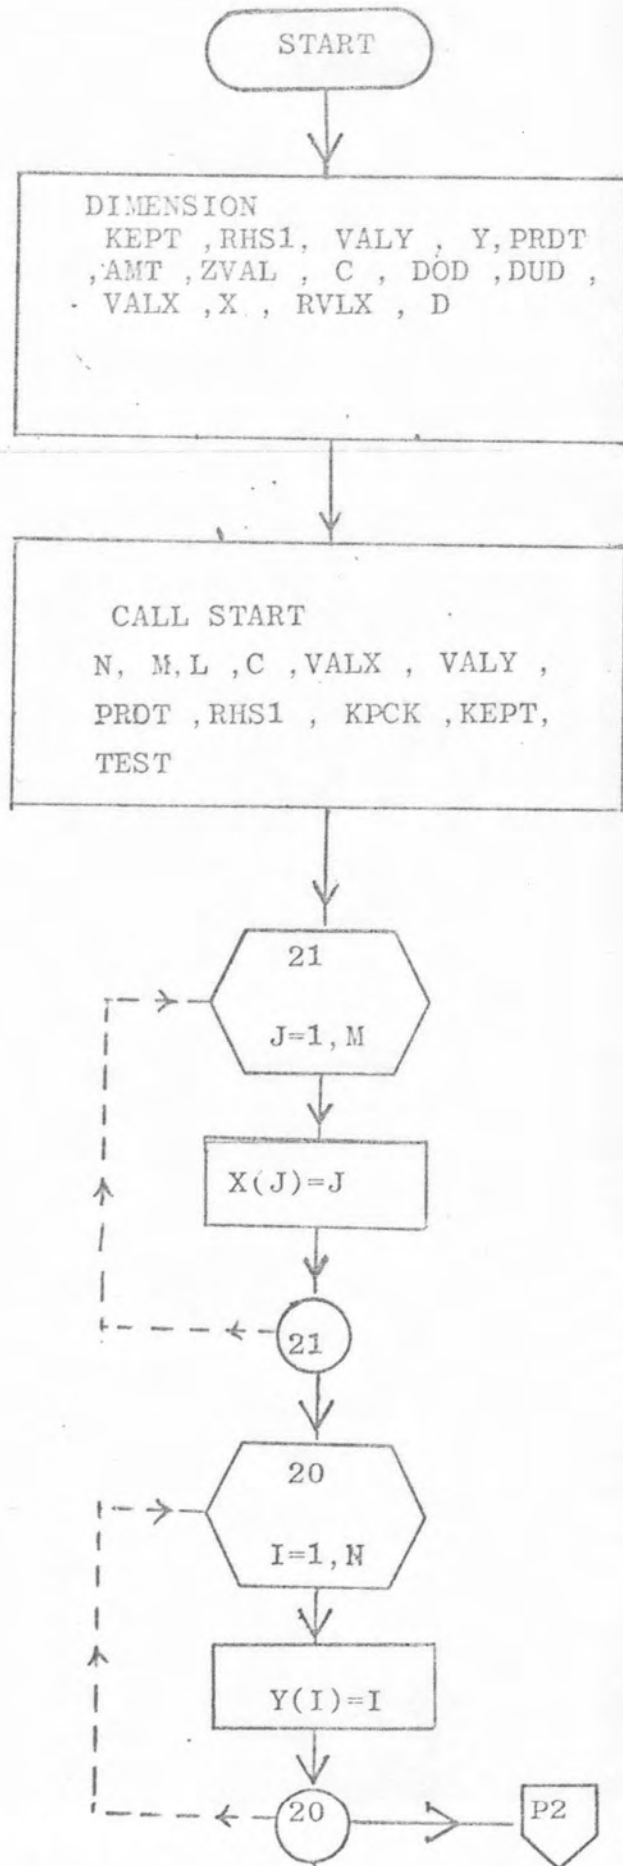 START
DIMENSION
KEPT ,RHS1, VALY , Y,PRDT
,AMT ,ZVAL , C , DOD ,DUD ,
VALX ,X , RVLX , D
CALL START
N, M,L ,C ,VALX , VALY ,
PRDT ,RHS1 , KPCK ,KEPT,
TEST
21
J=1,M
X(J)=J
21
20
I=1,N
Y(I)=I
20
P2